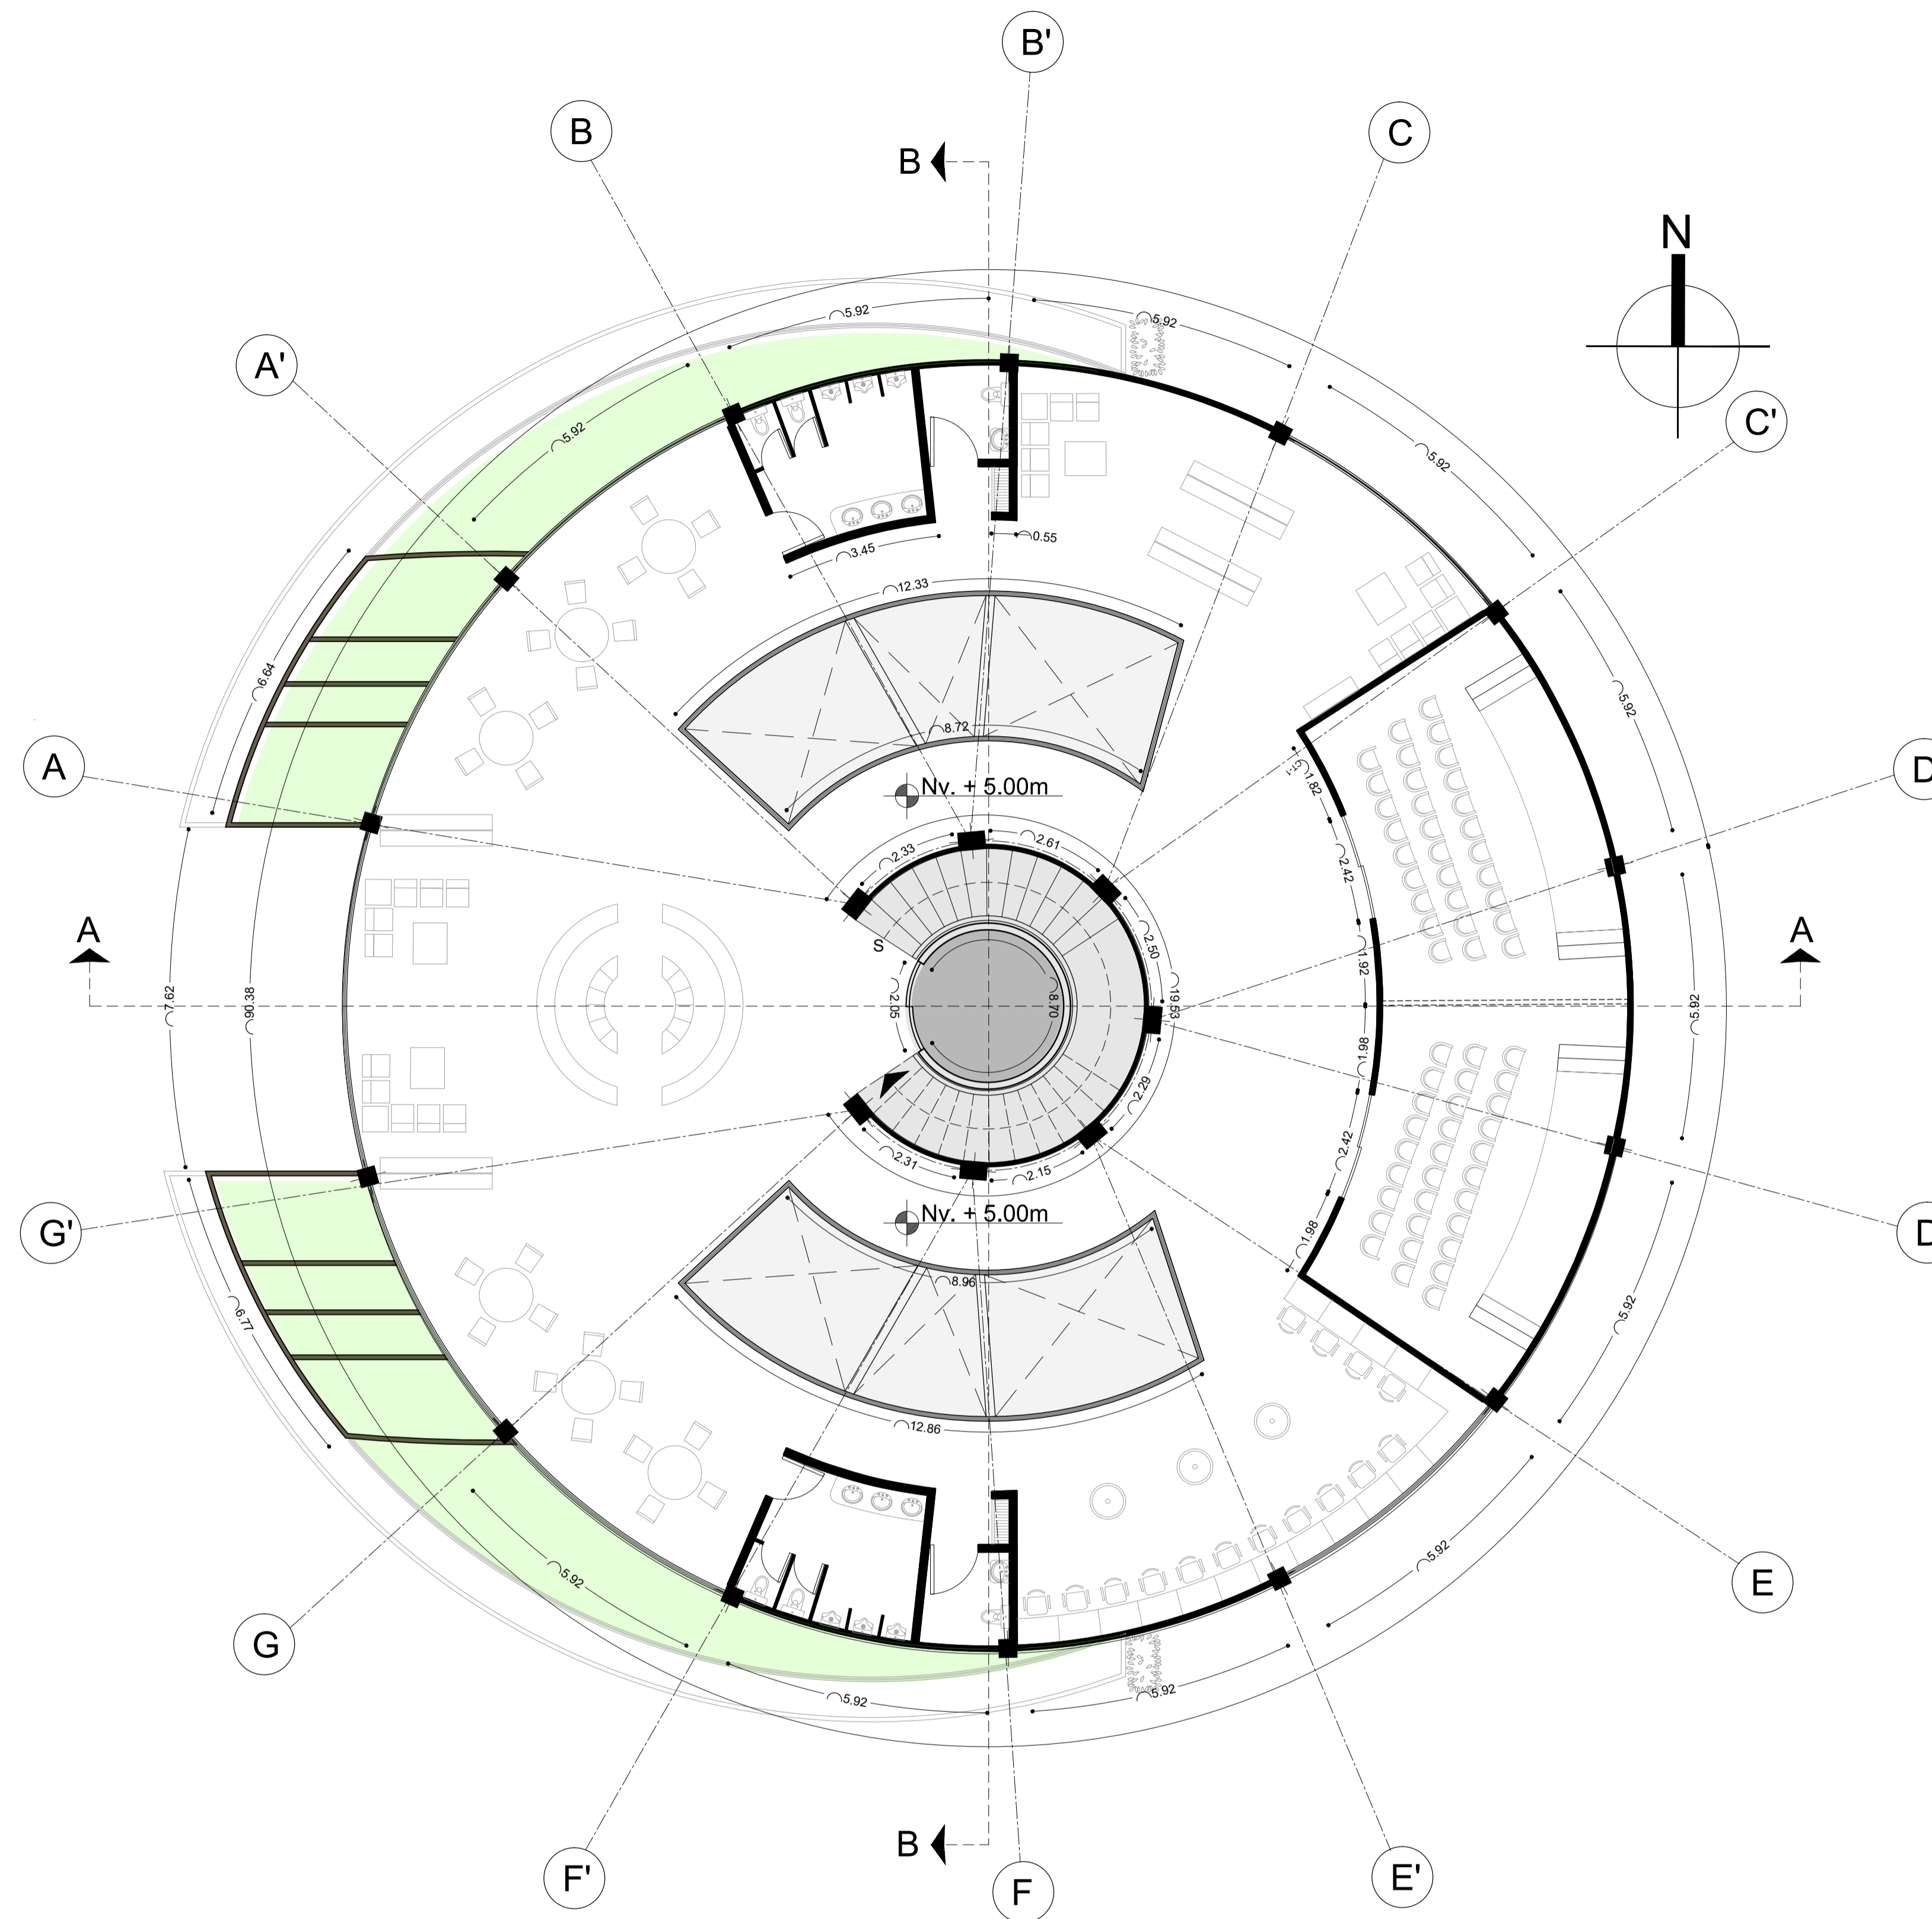 B'
B
C
B
N
5.92
5.92
A'
C'
5.92
5.92
3.45
0.55
12.33
6.64
5.92
8.72
A
D
Nv. + 5.00m
1.82
2.61
2.33
2.42
A
A
S
2.50
1.92
7.62
90.38
2.05
8.70
19.53
5.92
1.98
2.29
2.42
2.31
2.15
G'
Nv. + 5.00m
D
1.98
8.96
6.77
5.92
12.86
5.92
5.92
E
G
5.92
5.92
B
F'
F
E'